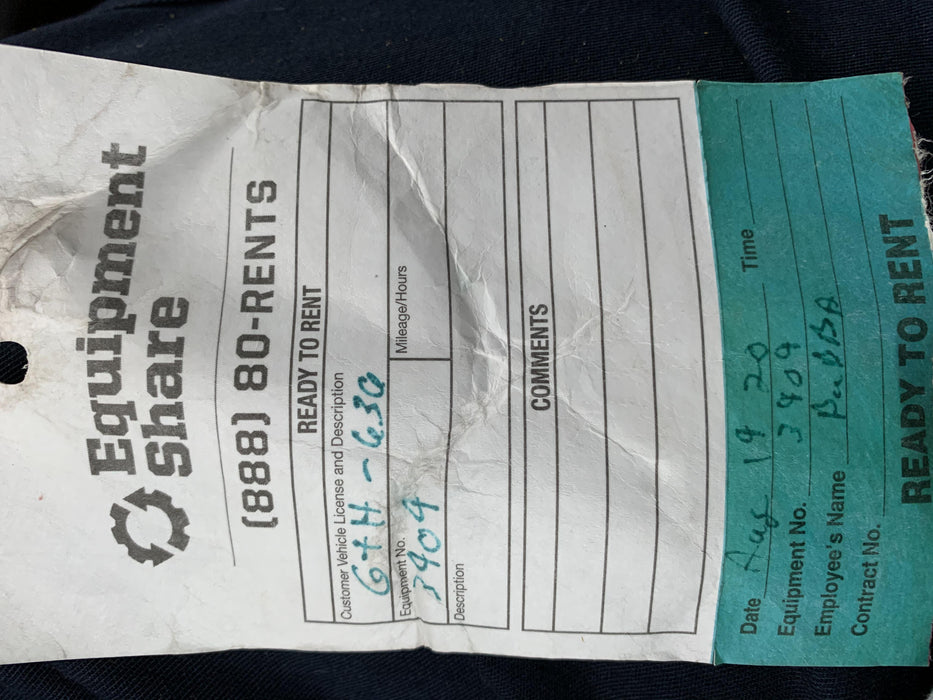 Equipment
Share
(888) 80-RENTS
READY TO RENT
Customer Vehicle License and Description
G+H - 630
Equipment No.
3909
Mileage/Hours
Description
COMMENTS
Date Aug 19 20 Time
Equipment No. 3909
Employee's Name BubBA
Contract No.
READY TO RENT